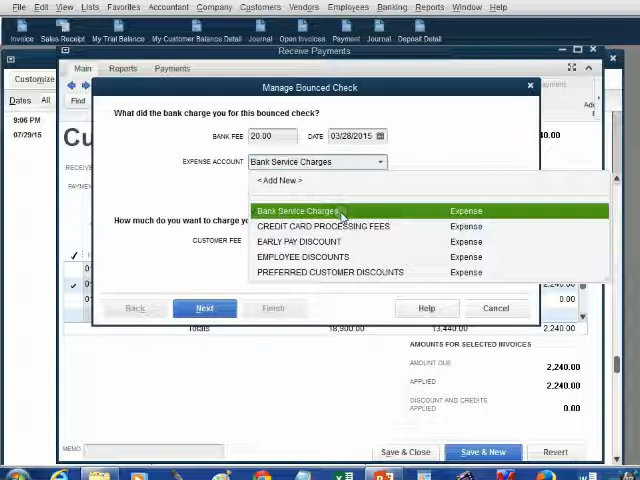 File Edit View Lists Favorites Accountant Company Customers Vendors Employees Banking Reports Window Help
Invoice Sales Receipt My Trial Balance My Customer Balance Detail Journal Open Invoices Payment Journal Deposit Detail
Receive Payments
Main Reports Payments
Customize
Find
Dates All
9:06 PM
07/29/15
Manage Bounced Check
What did the bank charge you for this bounced check?
BANK FEE 20.00 DATE 03/28/2015
EXPENSE ACCOUNT Bank Service Charges
< Add New >
Bank Service Charges Expense
CREDIT CARD PROCESSING FEES Expense
EARLY PAY DISCOUNT Expense
EMPLOYEE DISCOUNTS Expense
PREFERRED CUSTOMER DISCOUNTS Expense
How much do you want to charge yo
CUSTOMER FEE
Back Next Finish Help Cancel
2,240.00
0.00
Totals 18,900.00 13,440.00 2,240.00
AMOUNTS FOR SELECTED INVOICES
AMOUNT DUE 2,240.00
APPLIED 2,240.00
DISCOUNT AND CREDITS
APPLIED 0.00
MEMO
Save & Close Save & New Revert